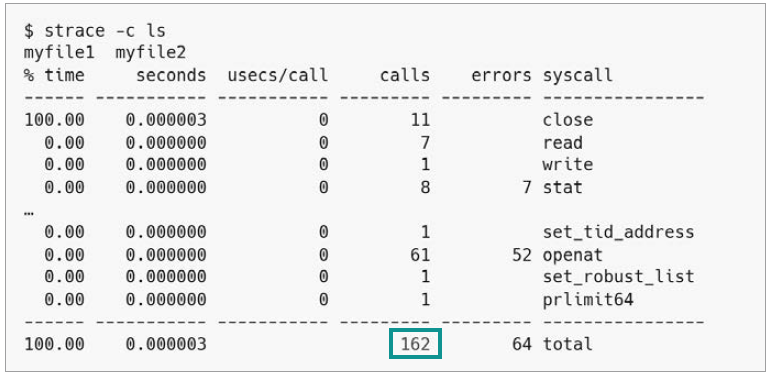 $ strace -c ls
myfile1  myfile2
% time     seconds  usecs/call     calls    errors syscall
------ ----------- ----------- --------- --------- ----------------
100.00    0.000003           0        11           close
  0.00    0.000000           0         7           read
  0.00    0.000000           0         1           write
  0.00    0.000000           0         8         7 stat
…
  0.00    0.000000           0         1           set_tid_address
  0.00    0.000000           0        61        52 openat
  0.00    0.000000           0         1           set_robust_list
  0.00    0.000000           0         1           prlimit64
------ ----------- ----------- --------- --------- ----------------
100.00    0.000003                   162        64 total